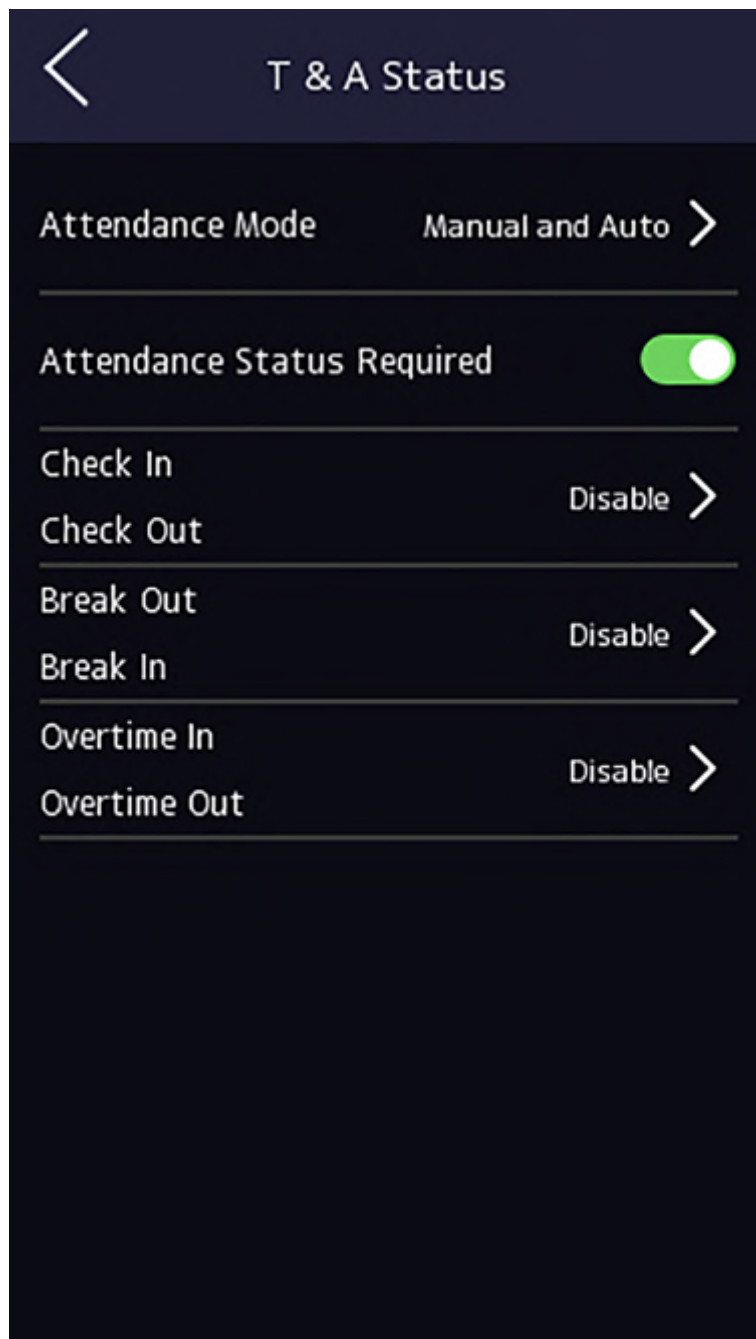 T & A Status
Attendance Mode Manual and Auto
Attendance Status Required
Check In
Disable
Check Out
Break Out
Disable
Break In
Overtime In
Disable
Overtime Out